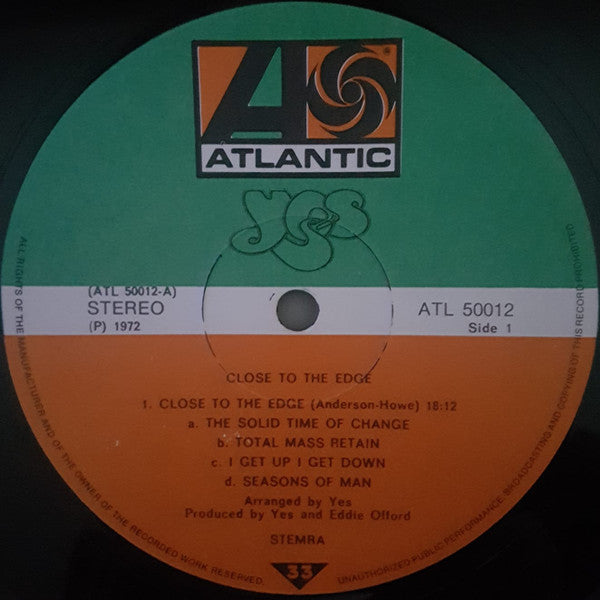 ATLANTIC
yes
(ATL 50012-A)
STEREO
(P) 1972
ATL 50012
Side 1
CLOSE TO THE EDGE
1. CLOSE TO THE EDGE (Anderson-Howe) 18:12
a. THE SOLID TIME OF CHANGE
b. TOTAL MASS RETAIN
c. I GET UP I GET DOWN
d. SEASONS OF MAN
Arranged by Yes
Produced by Yes and Eddie Offord
STEMRA
33
ALL RIGHTS OF THE MANUFACTURER AND OF THE OWNER OF THE RECORDED WORK RESERVED. UNAUTHORIZED PUBLIC PERFORMANCE, BROADCASTING AND COPYING OF THIS RECORD PROHIBITED